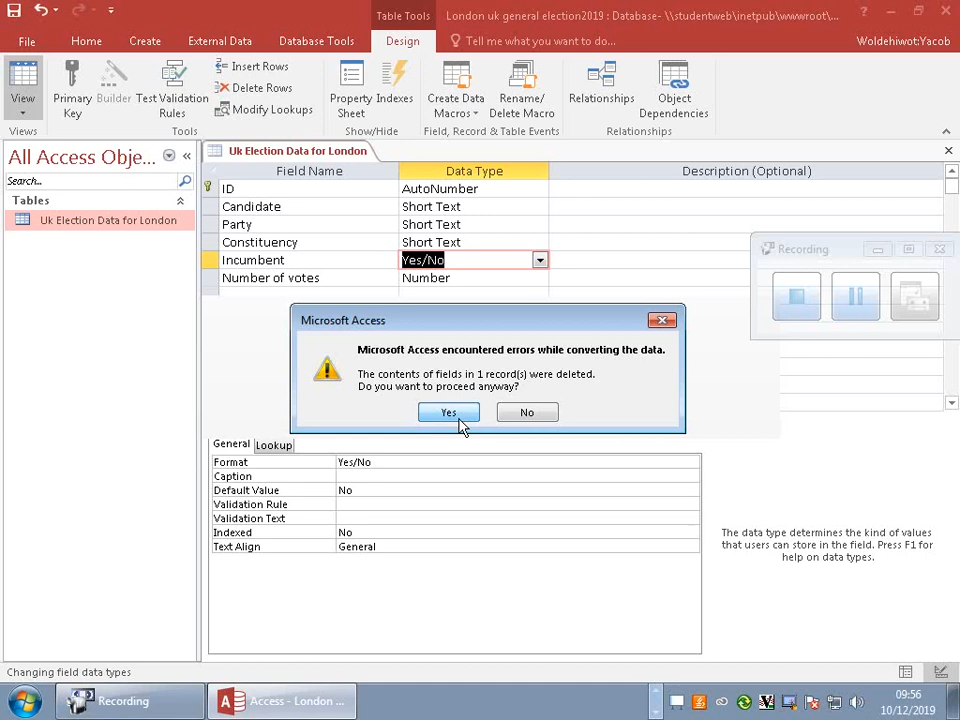 Table Tools
London uk general election2019 : Database- \\studentweb\inetpub\wwwroot\...
?
File
Home
Create
External Data
Database Tools
Design
Tell me what you want to do...
Woldehiwot:Yacob
View
Primary Key
Builder
Test Validation Rules
Insert Rows
Delete Rows
Modify Lookups
Property Sheet
Indexes
Create Data Macros
Rename/ Delete Macro
Relationships
Object Dependencies
Views
Tools
Show/Hide
Field, Record & Table Events
Relationships
All Access Obje...
Search...
Tables
Uk Election Data for London
Uk Election Data for London
Field Name
Data Type
Description (Optional)
ID
AutoNumber
Candidate
Short Text
Party
Short Text
Constituency
Short Text
Incumbent
Yes/No
Number of votes
Number
Recording
Microsoft Access
Microsoft Access encountered errors while converting the data.
The contents of fields in 1 record(s) were deleted.
Do you want to proceed anyway?
Yes
No
General
Lookup
Format
Yes/No
Caption
Default Value
No
Validation Rule
Validation Text
Indexed
No
Text Align
General
The data type determines the kind of values
that users can store in the field. Press F1 for
help on data types.
Changing field data types
Recording
Access - London ...
09:56
10/12/2019